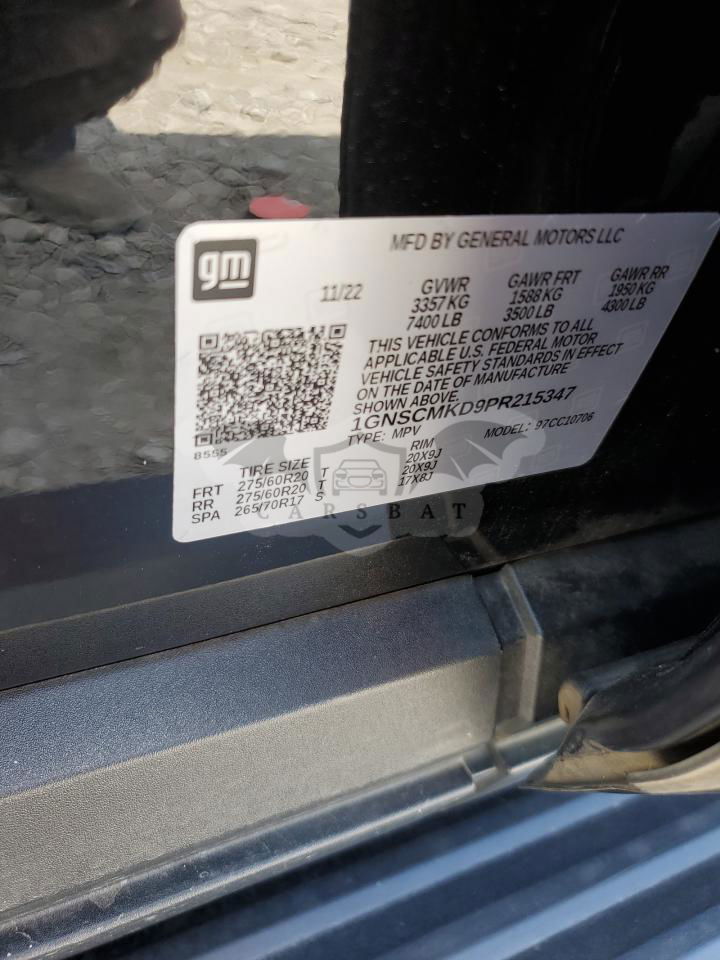 gm
MFD BY GENERAL MOTORS LLC
11/22
GVWR GAWR FRT GAWR RR
3357 KG 1588 KG 1950 KG
7400 LB 3500 LB 4300 LB
THIS VEHICLE CONFORMS TO ALL
APPLICABLE U.S. FEDERAL MOTOR
VEHICLE SAFETY STANDARDS IN EFFECT
ON THE DATE OF MANUFACTURE
SHOWN ABOVE.
1GNSCMKD9PR215347
TYPE: MPV MODEL: 97CC10706
8555
TIRE SIZE RIM
FRT 275/60R20 T 20X9J
RR 275/60R20 T 20X9J
SPA 265/70R17 S 17X8J
CARSBAT